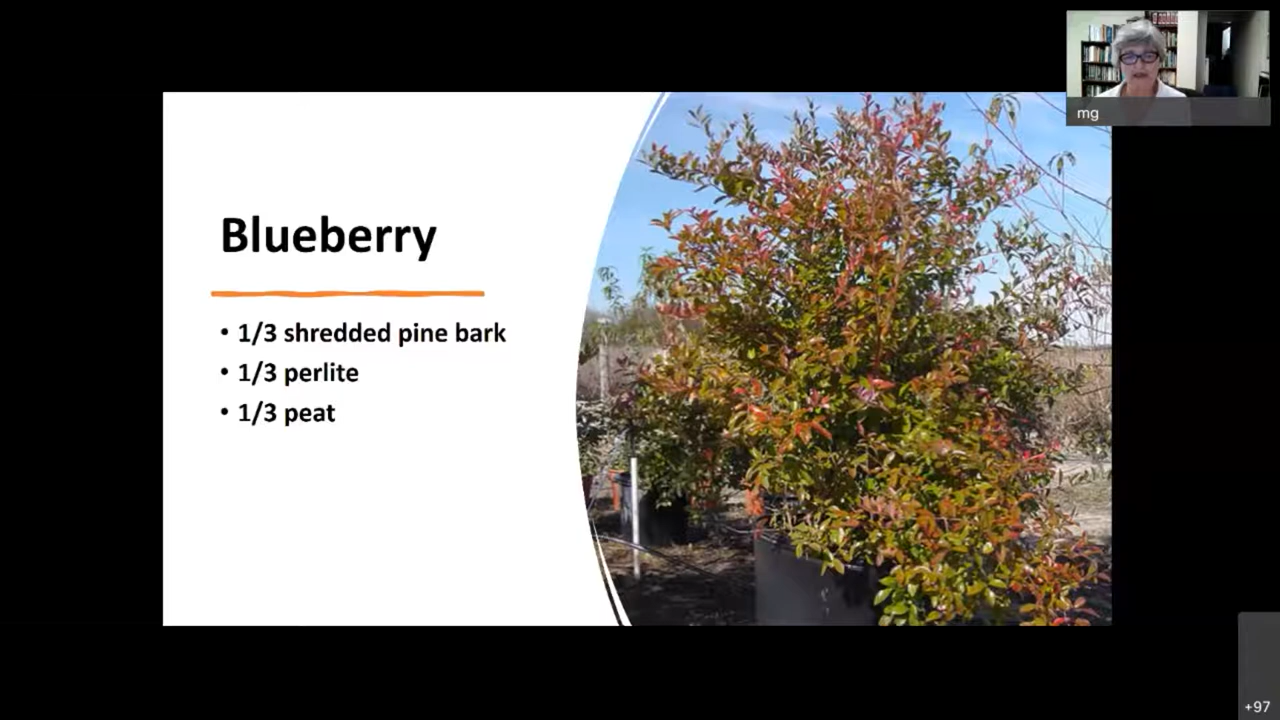 mg
Blueberry
• 1/3 shredded pine bark
• 1/3 perlite
• 1/3 peat
+97